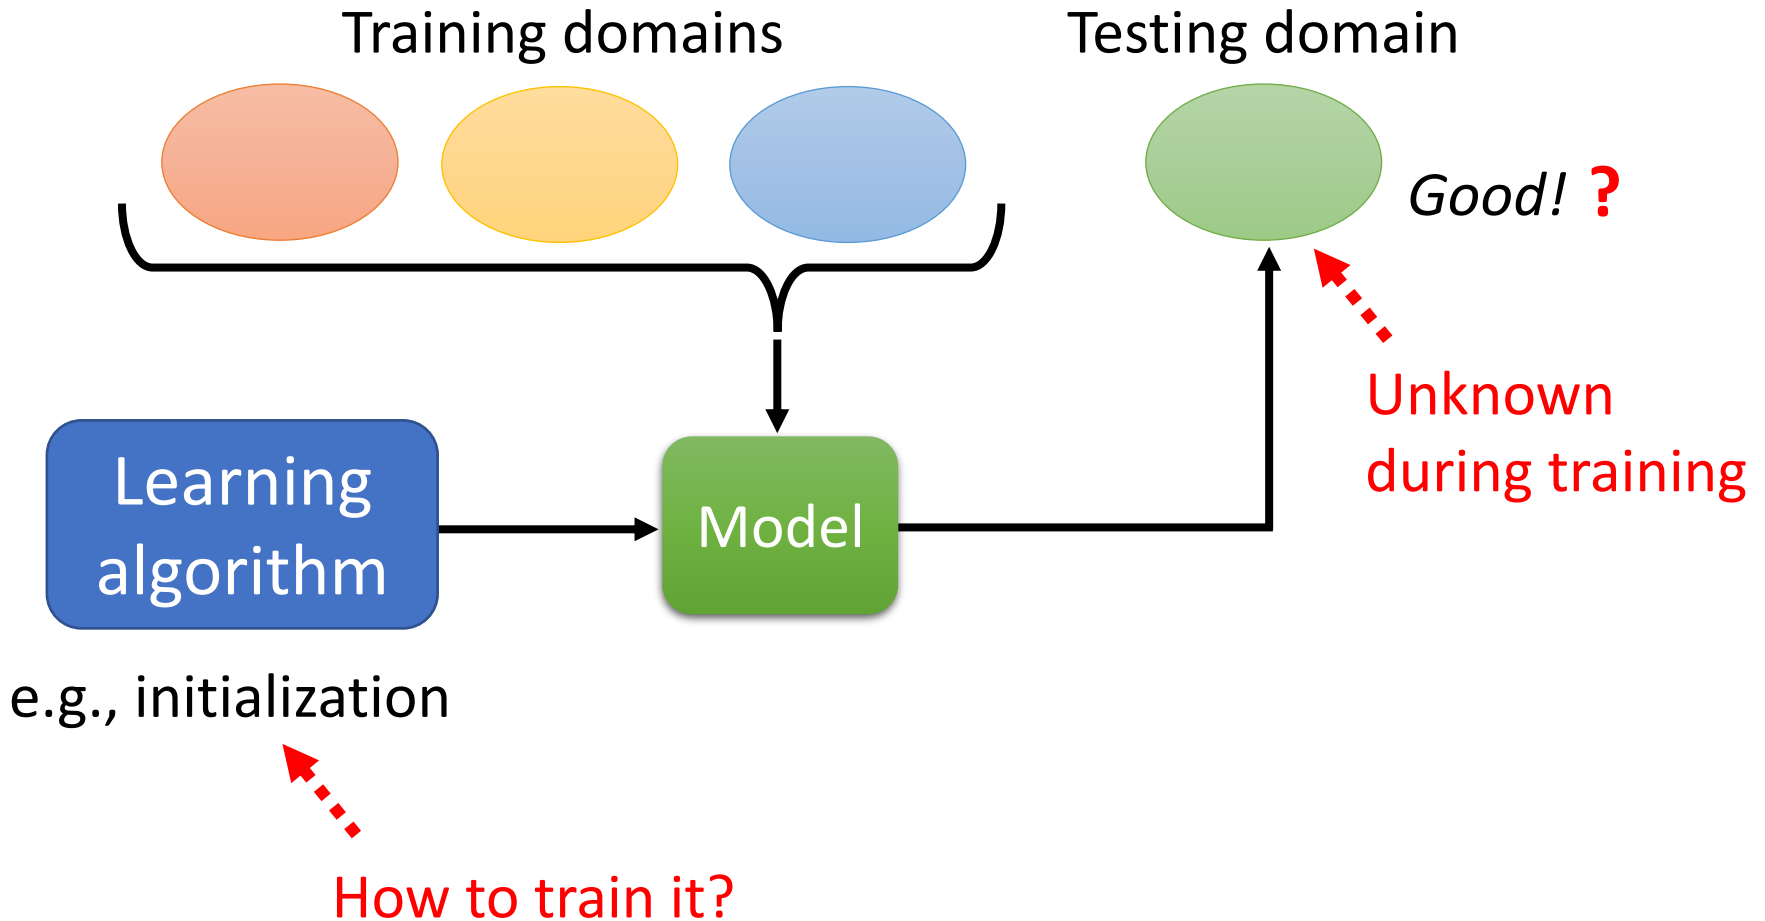 Training domains
Testing domain
Good! ?
Unknown
during training
Learning
algorithm
Model
e.g., initialization
How to train it?